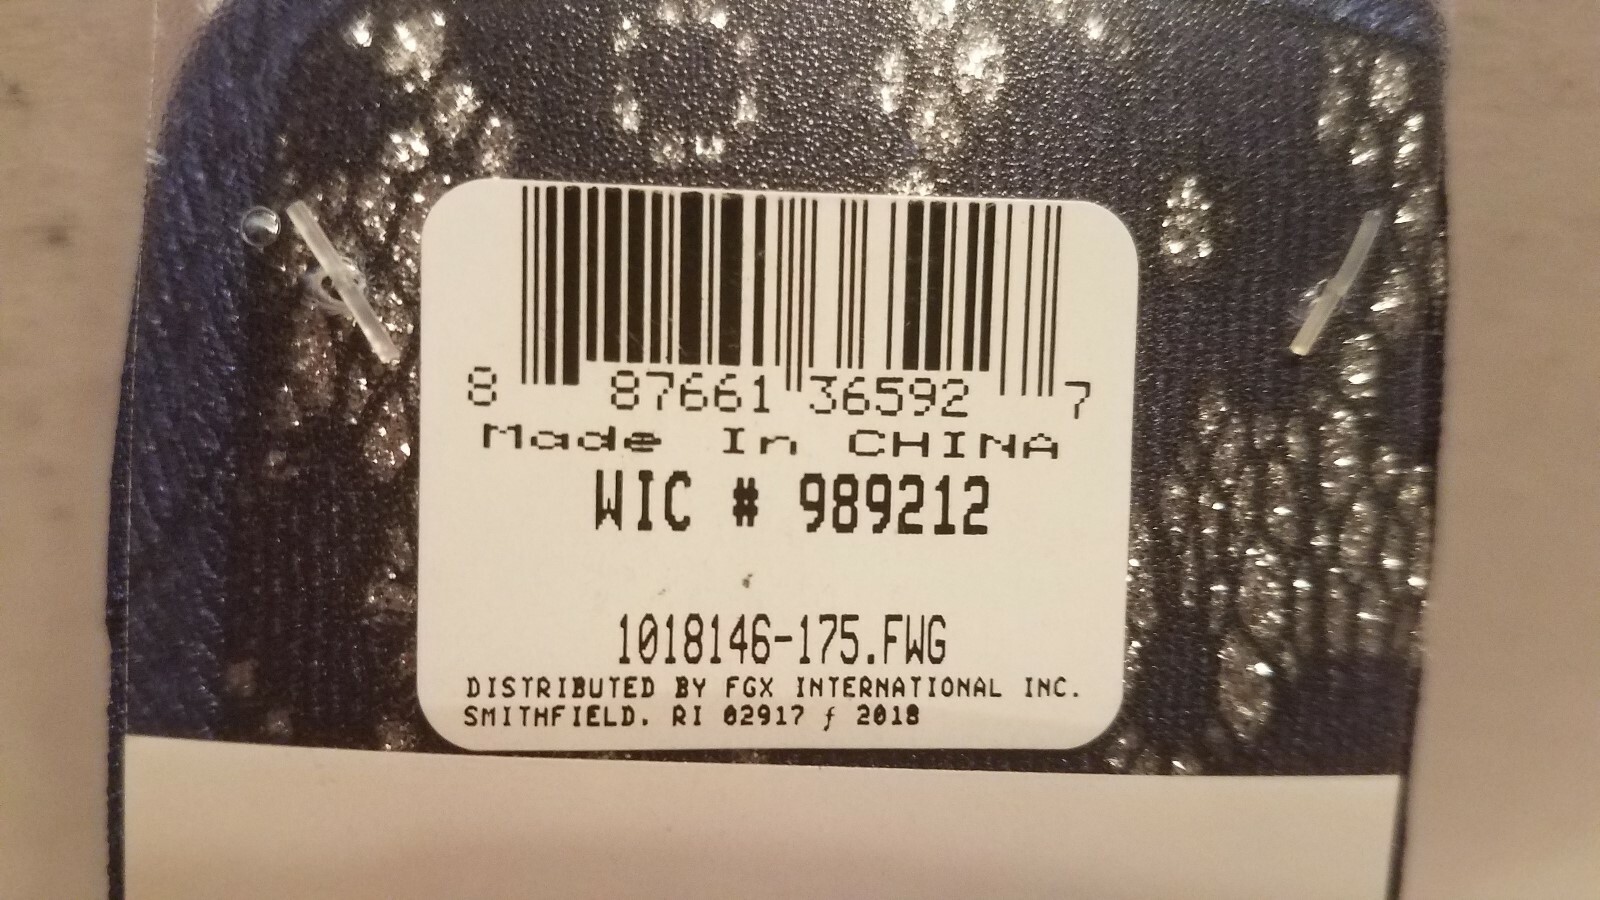 8 87661 36592 7
Made In CHINA
WIC # 989212
1018146-175.FWG
DISTRIBUTED BY FGX INTERNATIONAL INC.
SMITHFIELD. RI 02917 ƒ 2018